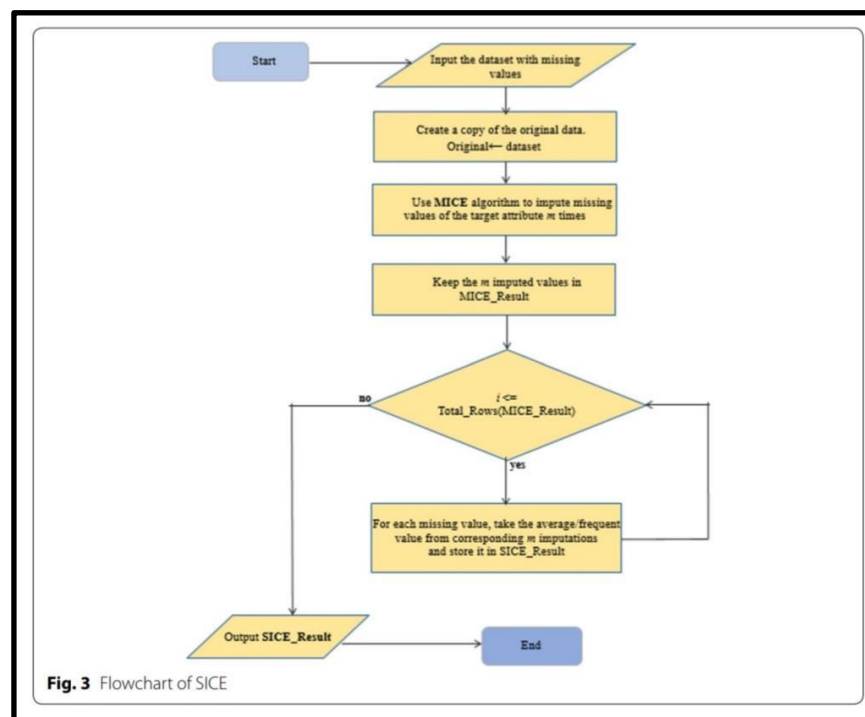 Start
Input the dataset with missing
values
Create a copy of the original data.
Original← dataset
Use MICE algorithm to impute missing
values of the target attribute m times
Keep the m imputed values in
MICE_Result
i <=
Total_Rows(MICE_Result)
no
yes
For each missing value, take the average/frequent
value from corresponding m imputations
and store it in SICE_Result
Output SICE_Result
End
Fig. 3 Flowchart of SICE